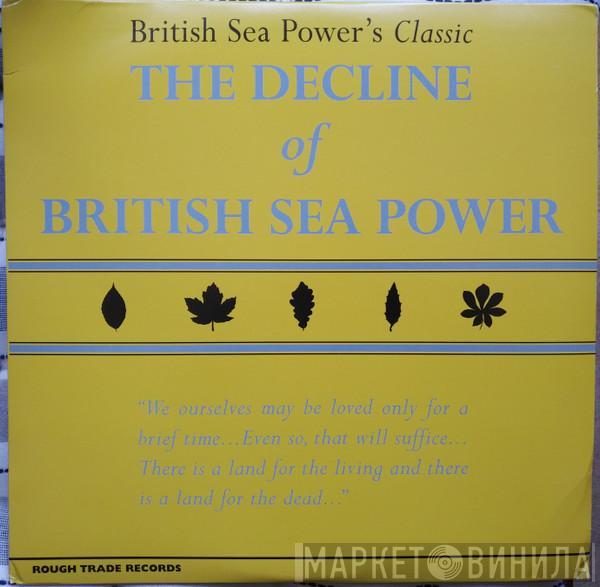 British Sea Power's Classic
THE DECLINE
of
BRITISH SEA POWER
"We ourselves may be loved only for a
brief time...Even so, that will suffice...
There is a land for the living and there
is a land for the dead..."
ROUGH TRADE RECORDS
МАРКЕТ ВИНИЛА